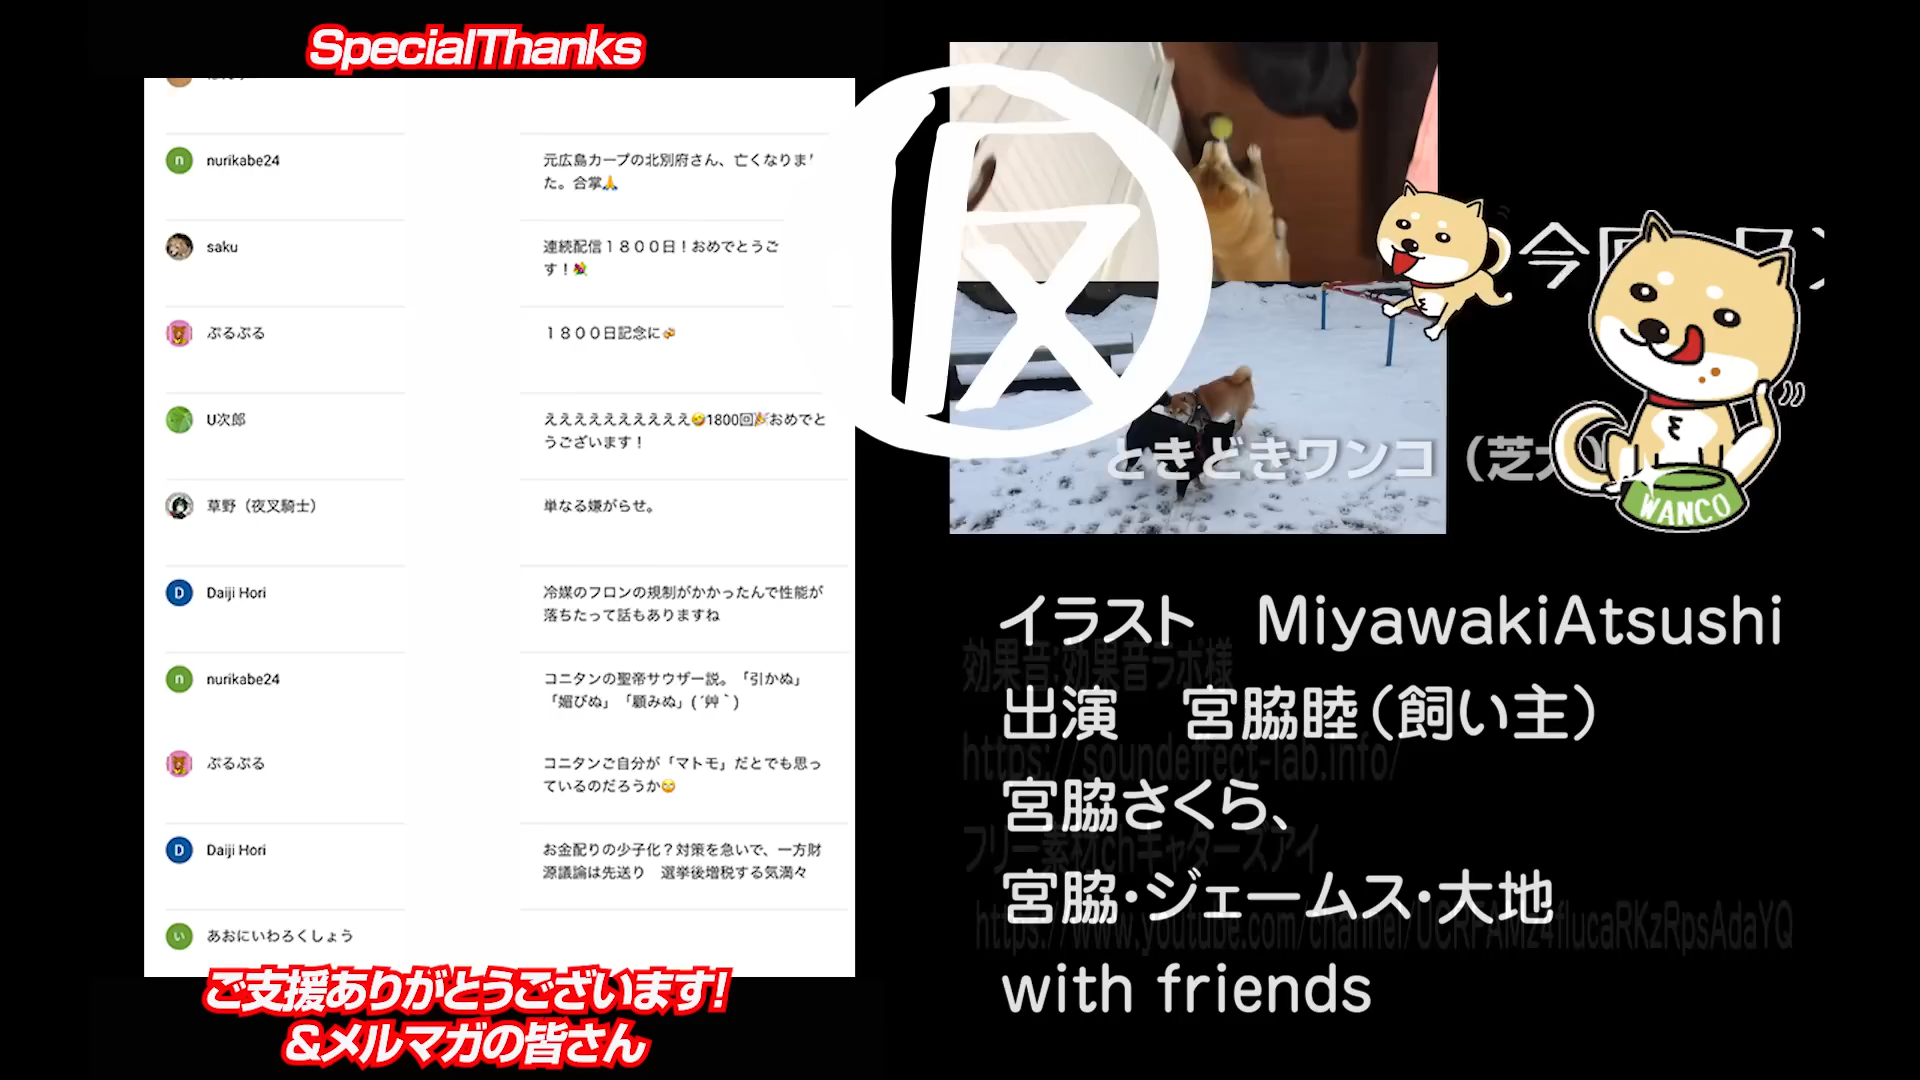 SpecialThanks
nurikabe24
元広島カープの北別府さん、亡くなりま
た。合掌🙏
saku
連続配信１８００日！おめでとうご
す！💐
ぷるぷる
１８００日記念に🎺
U次郎
ええええええええええ🤣1800回🎉おめでと
うございます！
草野（夜叉騎士）
単なる嫌がらせ。
Daiji Hori
冷媒のフロンの規制がかかったんで性能が
落ちたって話もありますね
nurikabe24
コニタンの聖帝サウザー説。「引かぬ」
「媚びぬ」「顧みぬ」( ´艸｀)
ぷるぷる
コニタンご自分が「マトモ」だとでも思っ
ているのだろうか🙄
Daiji Hori
お金配りの少子化？対策を急いで、一方財
源議論は先送り　選挙後増税する気満々
あおにいわろくしょう
ご支援ありがとうございます!
&メルマガの皆さん
ときどきワンコ（芝犬）
WANCO
イラスト　MiyawakiAtsushi
効果音:効果音ラボ様
出演　宮脇睦（飼い主）
https://soundeffect-lab.info/
宮脇さくら、
フリー素材chキャターズアイ
宮脇・ジェームス・大地
with friends